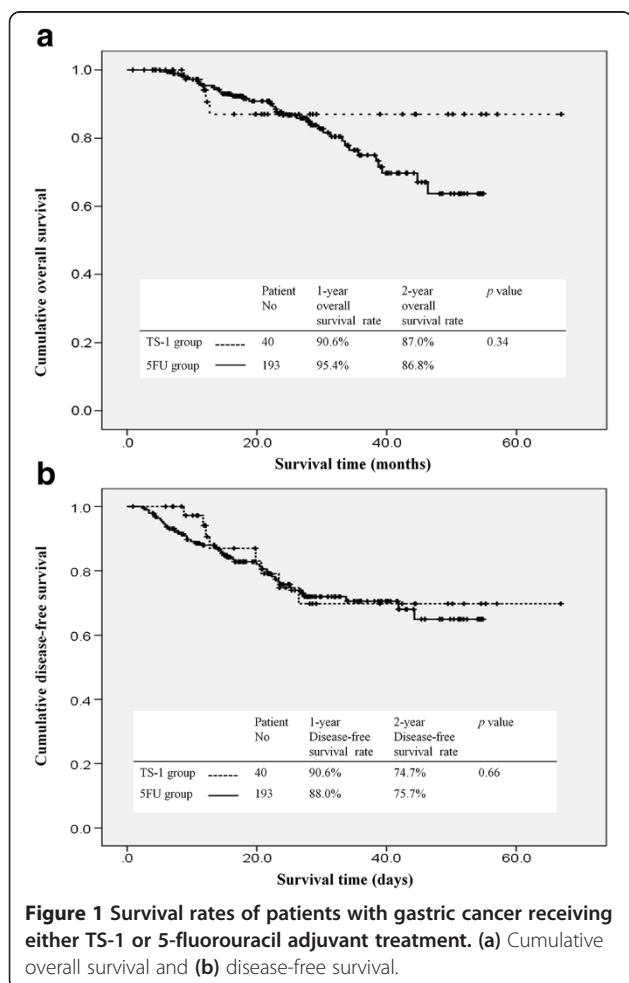 a
1.0
0.8
0.6
0.4
0.2
0.0
Cumulative overall survival
Patient No 1-year overall survival rate 2-year overall survival rate p value
TS-1 group 40 90.6% 87.0% 0.34
5FU group 193 95.4% 86.8%
.0 20.0 40.0 60.0
Survival time (months)
b
1.0
0.8
0.6
0.4
0.2
0.0
Cumulative disease-free survival
Patient No 1-year Disease-free survival rate 2-year Disease-free survival rate p value
TS-1 group 40 90.6% 74.7% 0.66
5FU group 193 88.0% 75.7%
.0 20.0 40.0 60.0
Survival time (days)
Figure 1 Survival rates of patients with gastric cancer receiving
either TS-1 or 5-fluorouracil adjuvant treatment. (a) Cumulative
overall survival and (b) disease-free survival.